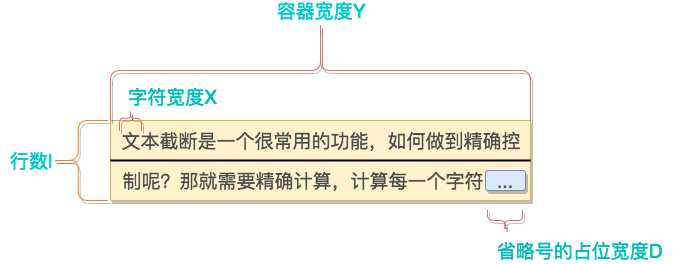 容器宽度Y
字符宽度X
文本截断是一个很常用的功能，如何做到精确控
行数I
制呢？那就需要精确计算，计算每一个字符...
省略号的占位宽度D